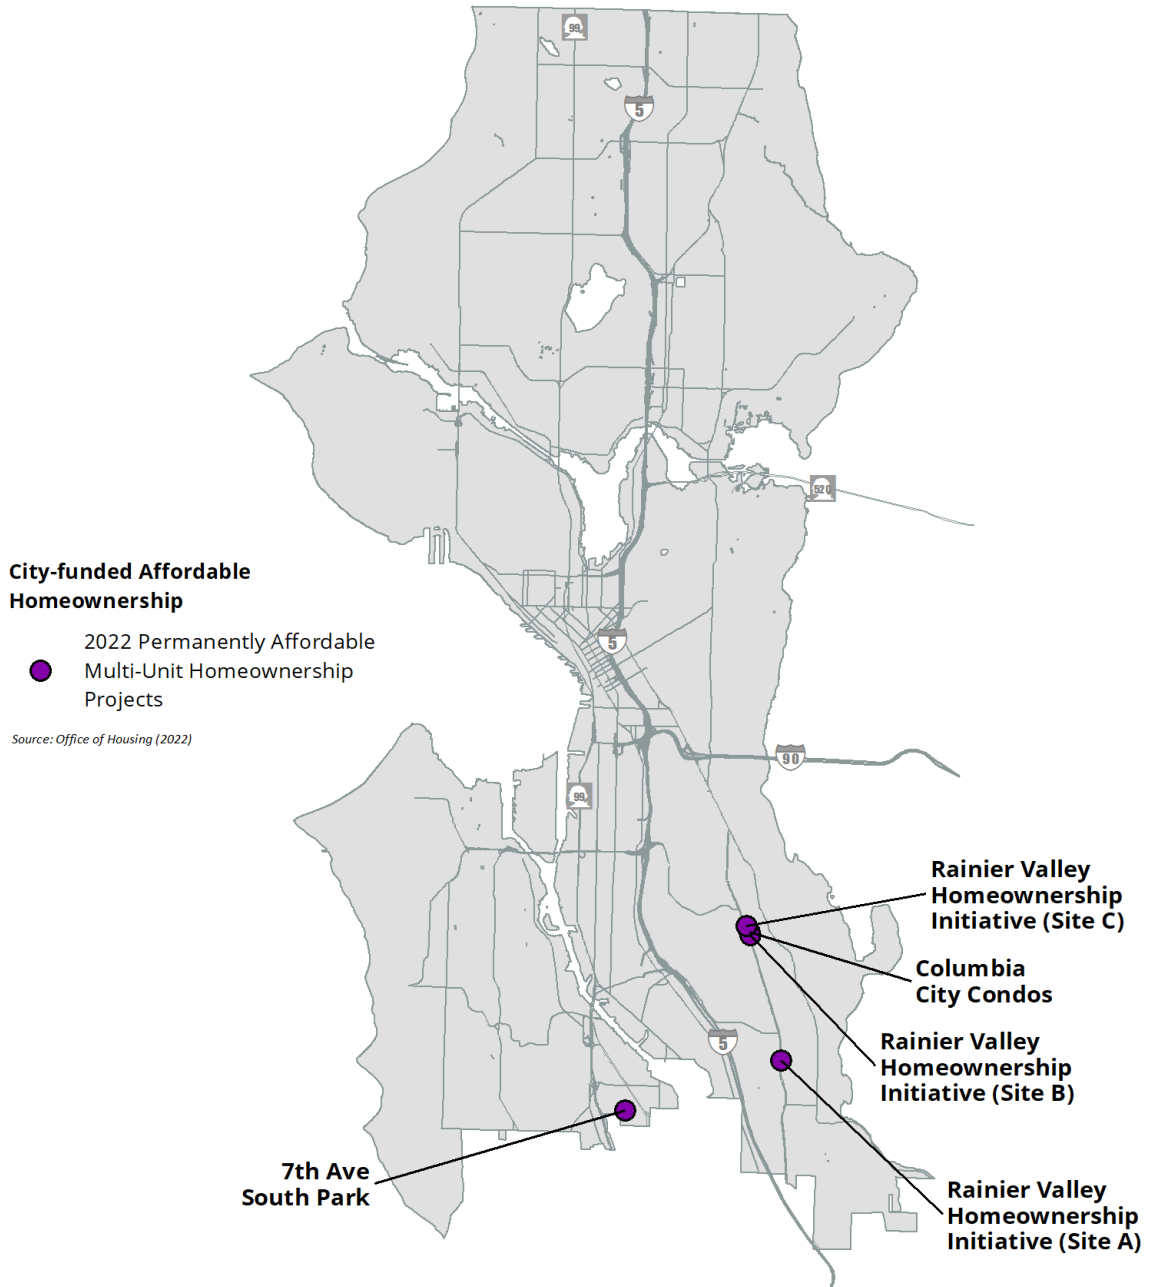 99
5
520
City-funded Affordable
Homeownership
2022 Permanently Affordable
Multi-Unit Homeownership
Projects
Source: Office of Housing (2022)
5
90
99
Rainier Valley
Homeownership
Initiative (Site C)
Columbia
City Condos
5
Rainier Valley
Homeownership
Initiative (Site B)
7th Ave
South Park
Rainier Valley
Homeownership
Initiative (Site A)